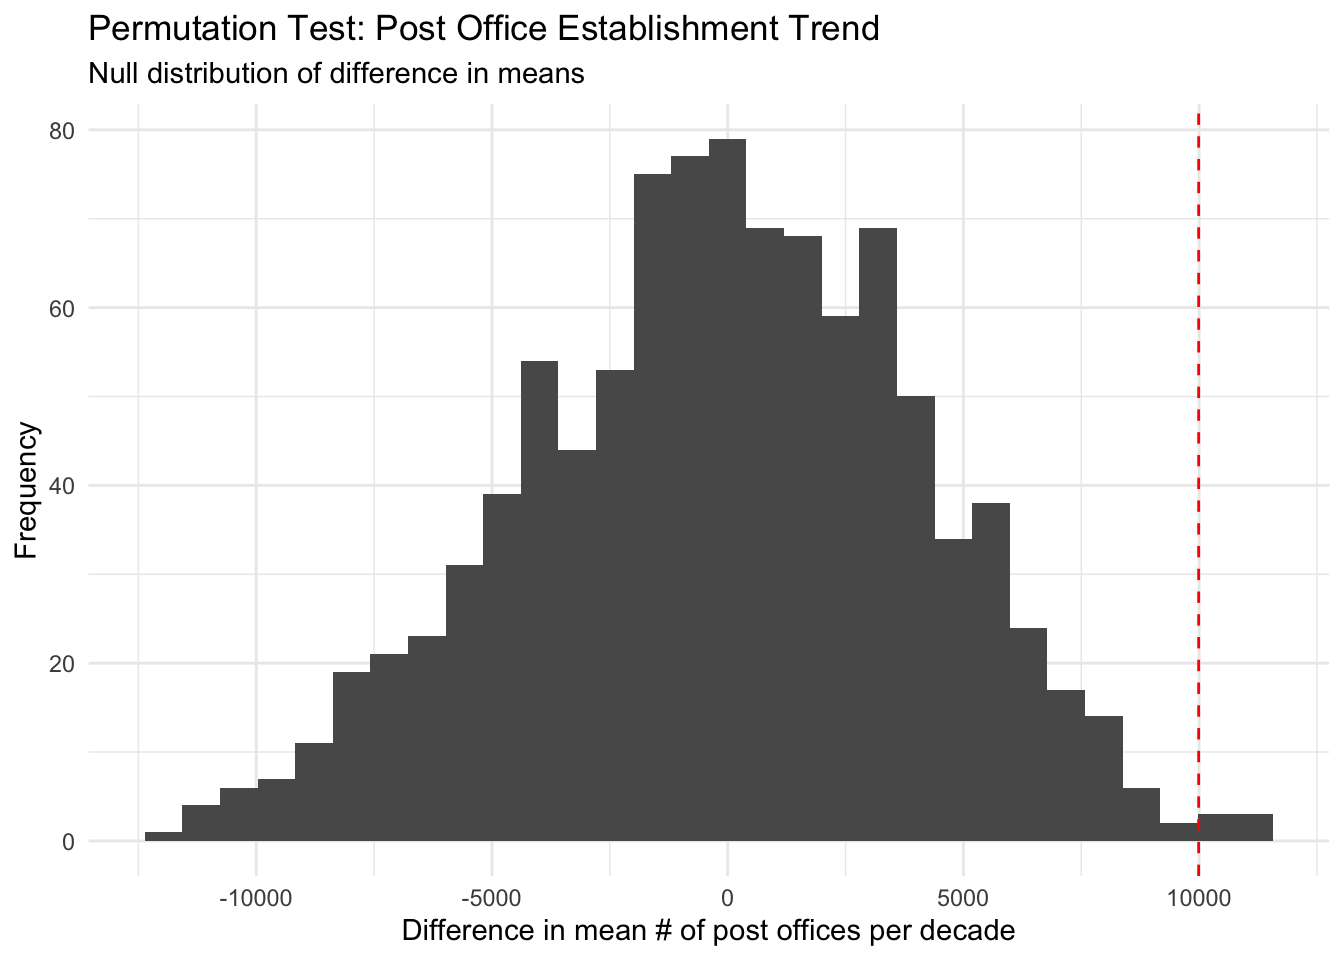 Permutation Test: Post Office Establishment Trend
Null distribution of difference in means
80
60
40
20
0
Frequency
-10000 -5000 0 5000 10000
Difference in mean # of post offices per decade